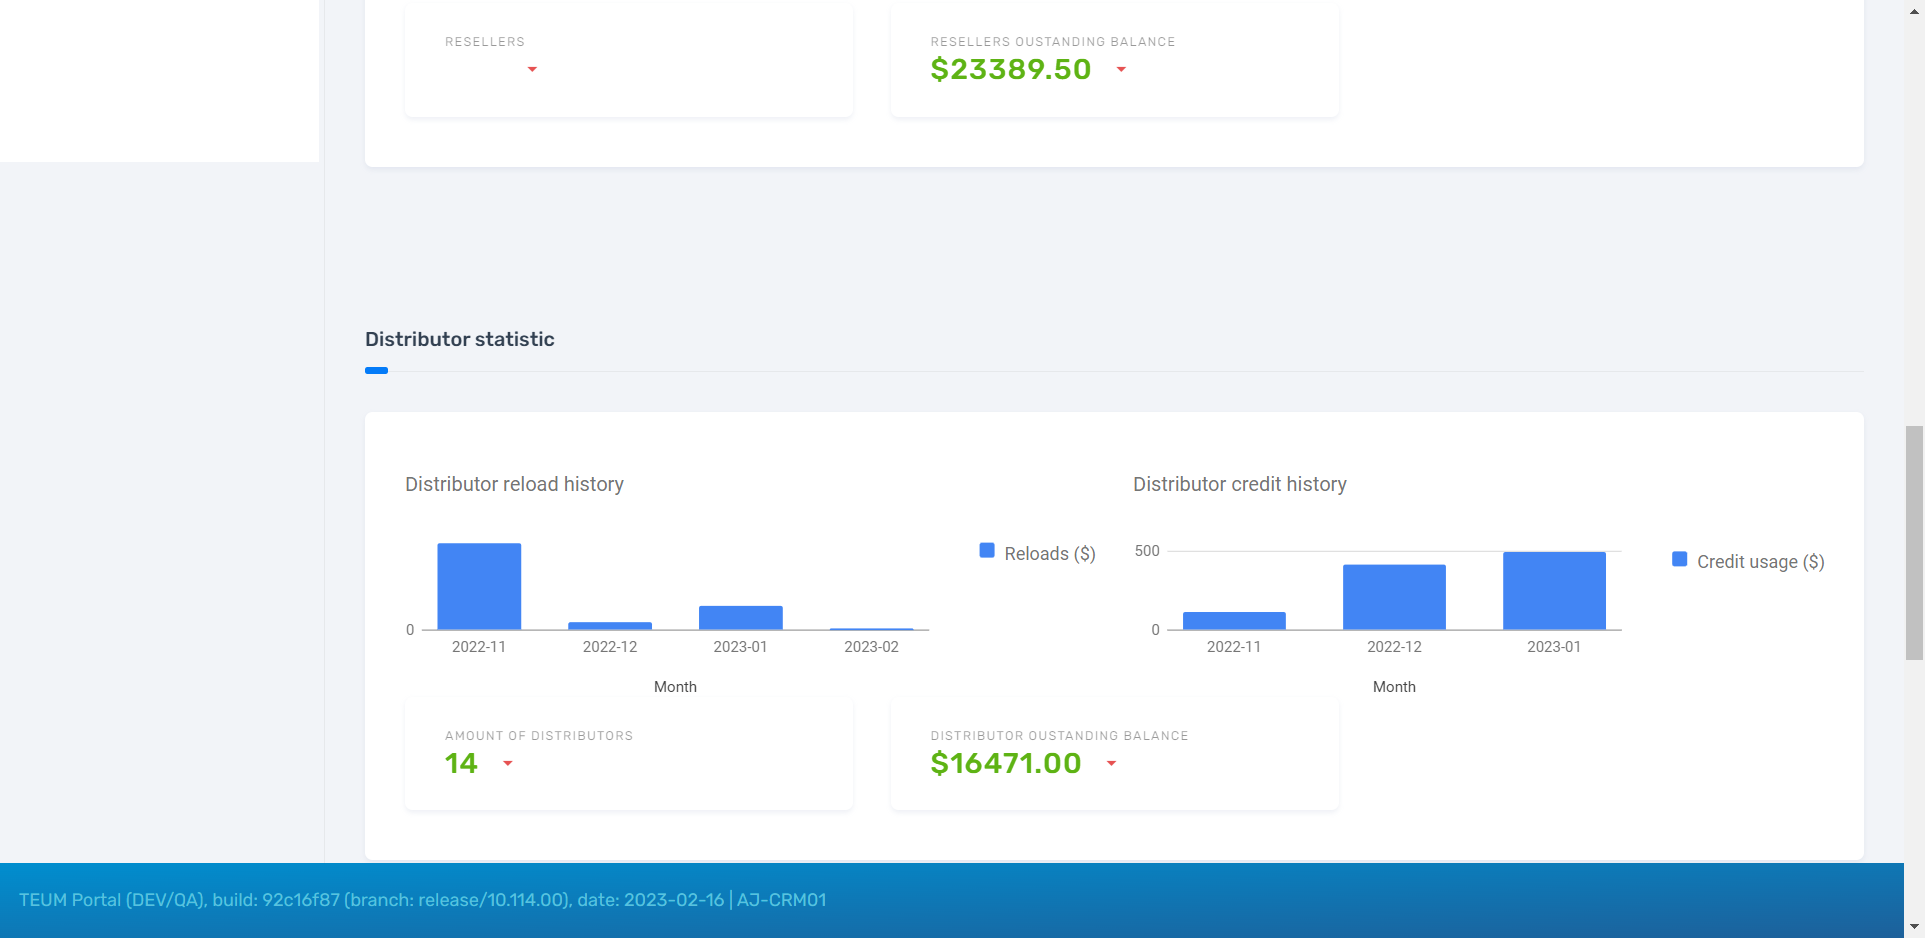 RESELLERS
RESELLERS OUSTANDING BALANCE
$23389.50
Distributor statistic
Distributor reload history
Distributor credit history
Reloads ($)
0
2022-11 2022-12 2023-01 2023-02
Month
500
Credit usage ($)
0
2022-11 2022-12 2023-01
Month
AMOUNT OF DISTRIBUTORS
14
DISTRIBUTOR OUSTANDING BALANCE
$16471.00
TEUM Portal (DEV/QA), build: 92c16f87 (branch: release/10.114.00), date: 2023-02-16 | AJ-CRM01